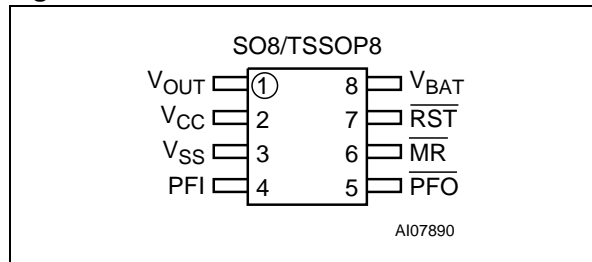 SO8/TSSOP8
VOUT 1 8 VBAT
VCC 2 7 RST
VSS 3 6 MR
PFI 4 5 PFO
AI07890